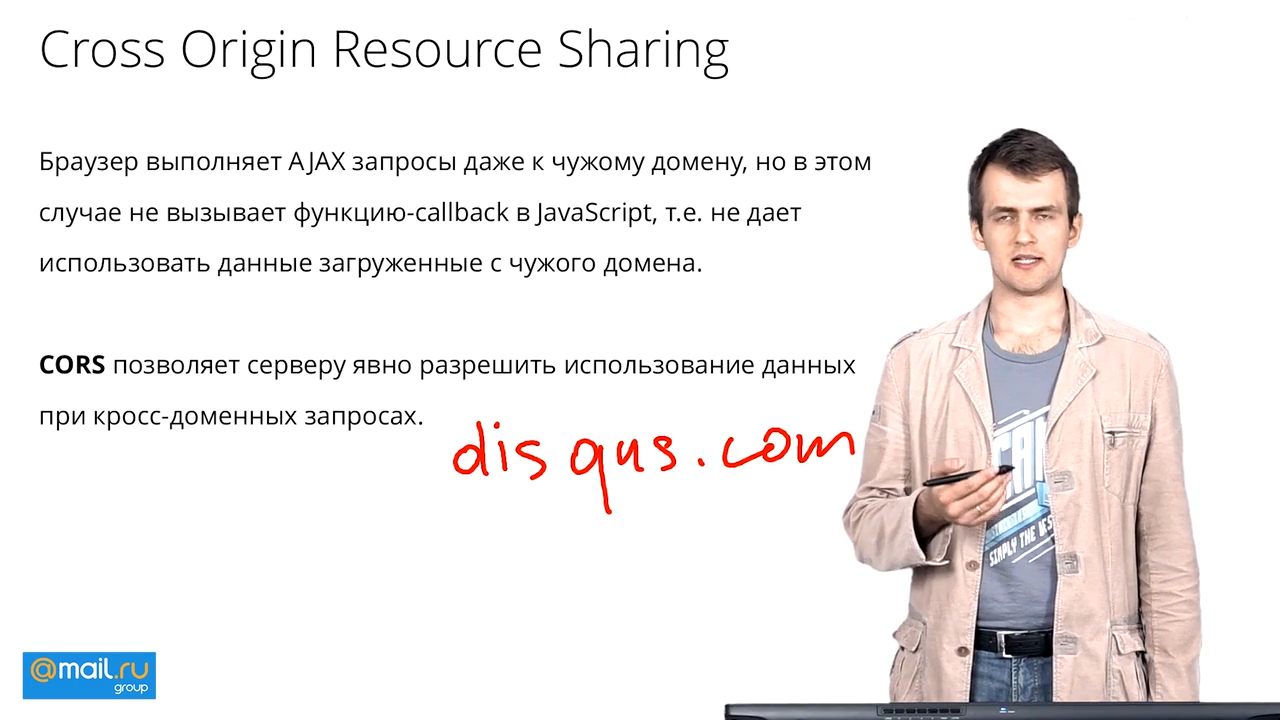 Cross Origin Resource Sharing
Браузер выполняет AJAX запросы даже к чужому домену, но в этом
случае не вызывает функцию-callback в JavaScript, т.е. не дает
использовать данные загруженные с чужого домена.
CORS позволяет серверу явно разрешить использование данных
при кросс-доменных запросах.
disqus.com
SIMPLY THE
@mail.ru
group